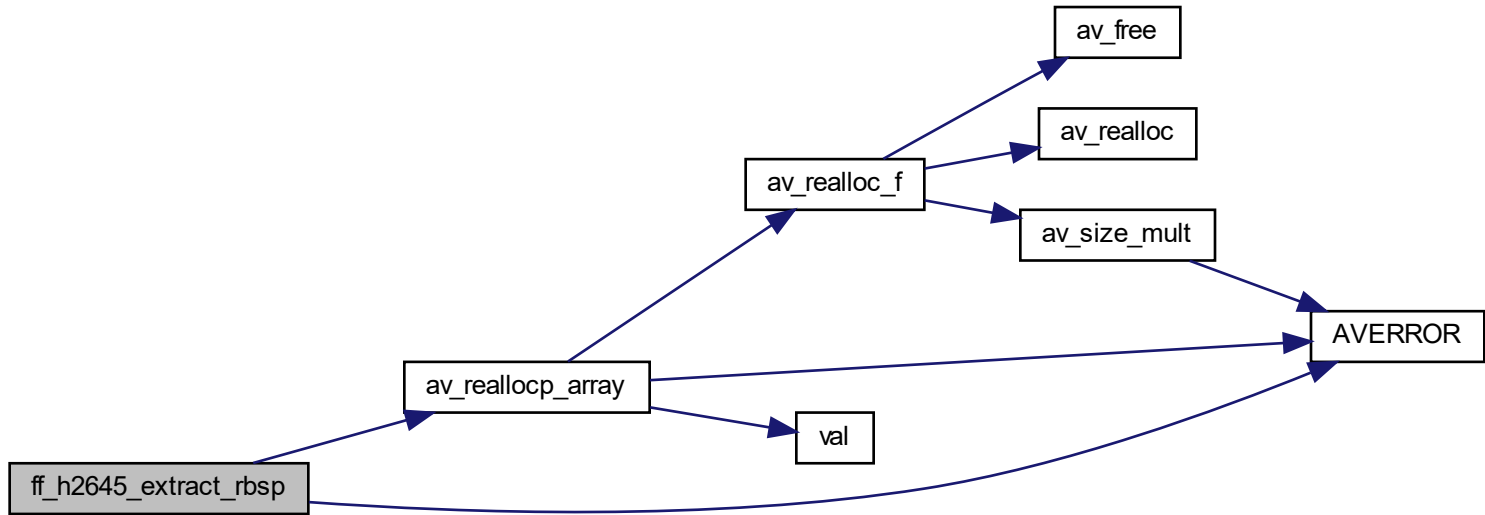 av_free
av_realloc
av_realloc_f
av_size_mult
AVERROR
av_reallocp_array
val
ff_h2645_extract_rbsp